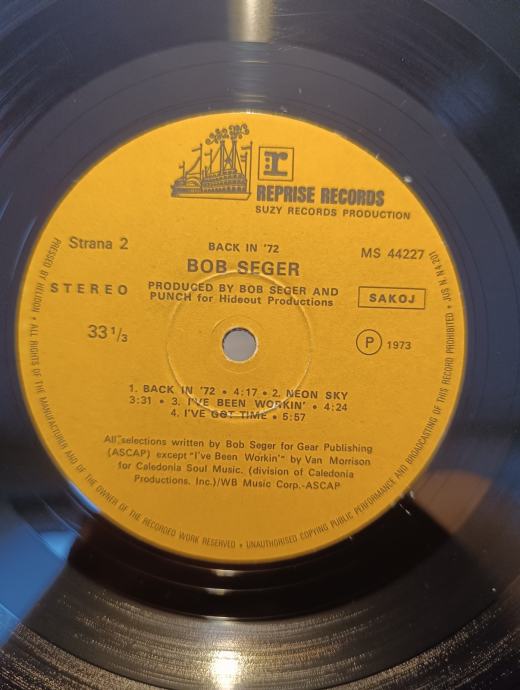 r
REPRISE RECORDS
SUZY RECORDS PRODUCTION
Strana 2
BACK IN '72
MS 44227
BOB SEGER
STEREO
PRODUCED BY BOB SEGER AND
PUNCH for Hideout Productions
SAKOJ
33 1/3
P 1973
1. BACK IN '72 • 4:17 • 2. NEON SKY
3:31 • 3. I'VE BEEN WORKIN' • 4:24
4. I'VE GOT TIME • 5:57
All selections written by Bob Seger for Gear Publishing
(ASCAP) except "I've Been Workin'" by Van Morrison
for Caledonia Soul Music. (division of Caledonia
Productions. Inc.)/WB Music Corp.-ASCAP
PRESSED BY HELIDON • ALL RIGHTS OF THE MANUFACTURER AND OF THE OWNER OF THE RECORDED WORK RESERVED • UNAUTHORISED COPYING PUBLIC PERFORMANCE AND BROADCASTING OF THIS RECORD PROHIBITED • JUS N N4 201